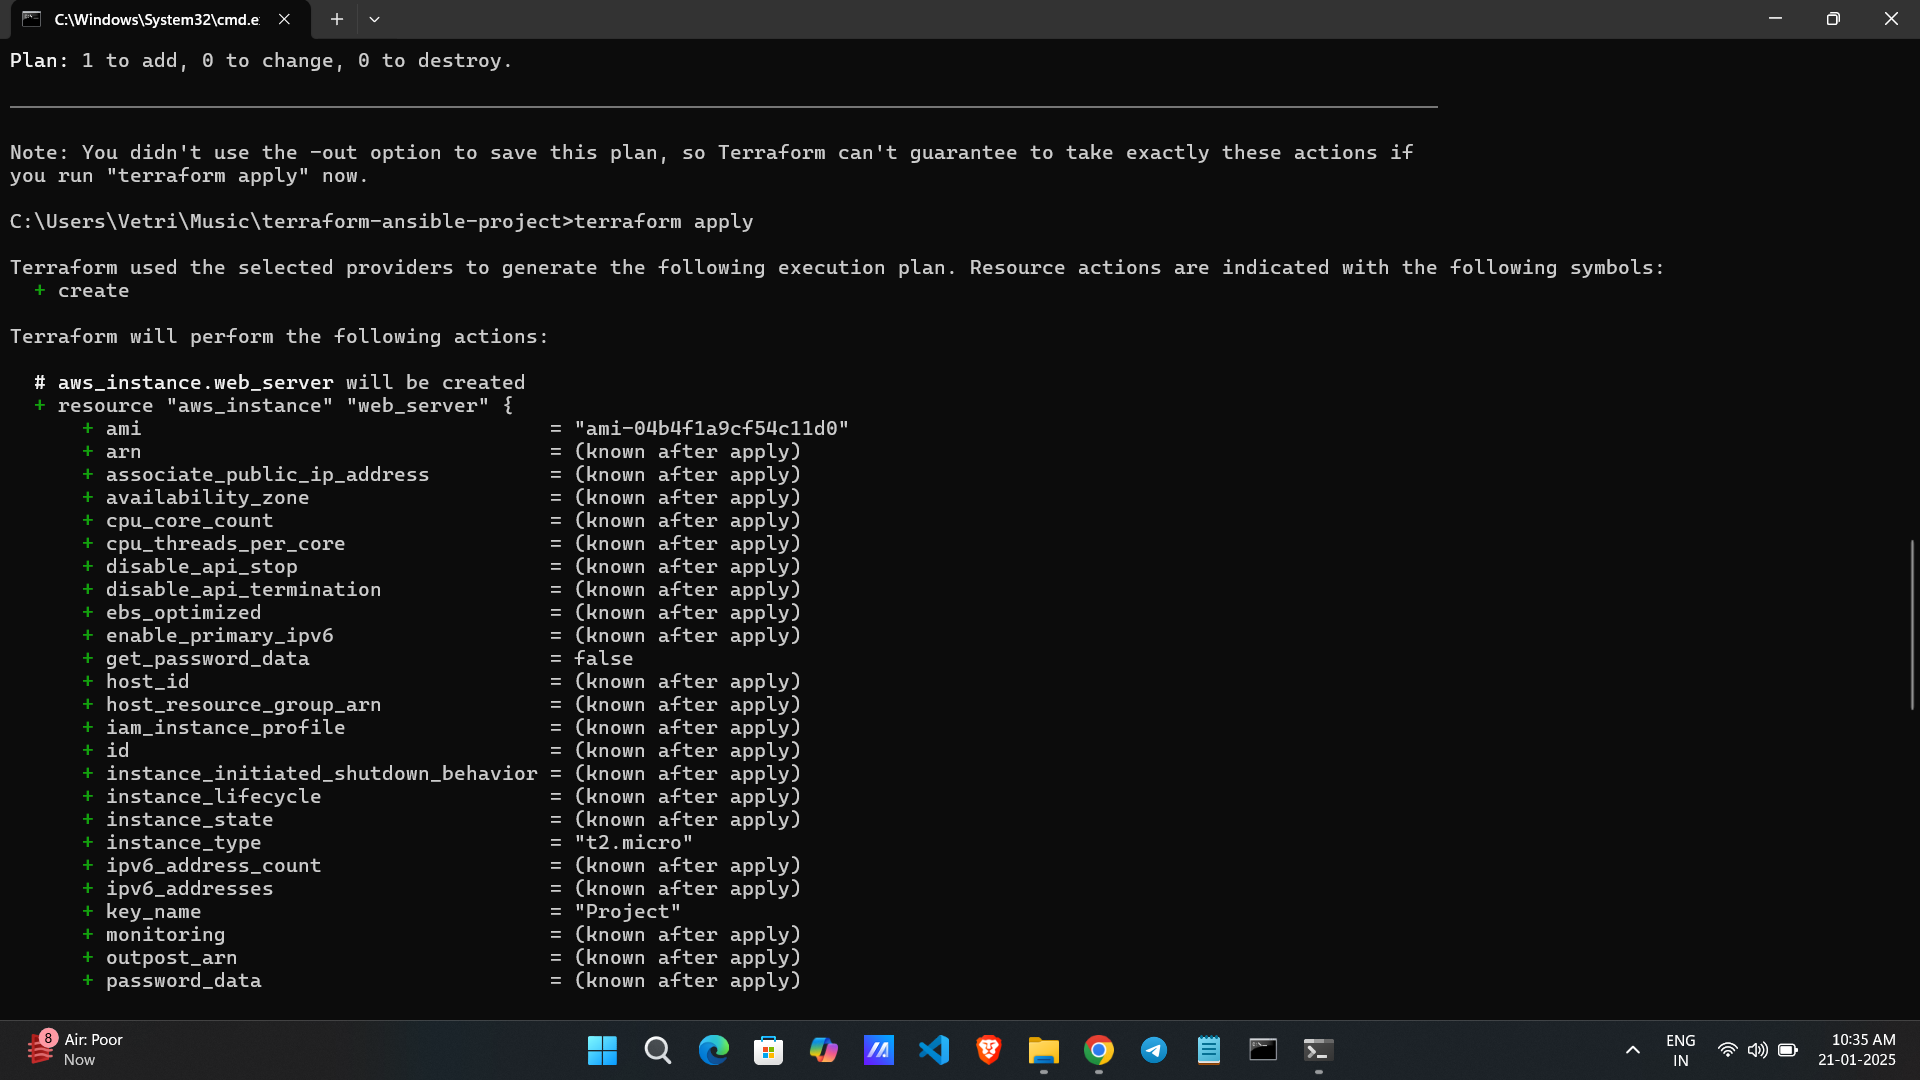 C:\Windows\System32\cmd.e
Plan: 1 to add, 0 to change, 0 to destroy.
Note: You didn't use the -out option to save this plan, so Terraform can't guarantee to take exactly these actions if
you run "terraform apply" now.
C:\Users\Vetri\Music\terraform-ansible-project>terraform apply
Terraform used the selected providers to generate the following execution plan. Resource actions are indicated with the following symbols:
+ create
Terraform will perform the following actions:
# aws_instance.web_server will be created
+ resource "aws_instance" "web_server" {
+ ami = "ami-04b4f1a9cf54c11d0"
+ arn = (known after apply)
+ associate_public_ip_address = (known after apply)
+ availability_zone = (known after apply)
+ cpu_core_count = (known after apply)
+ cpu_threads_per_core = (known after apply)
+ disable_api_stop = (known after apply)
+ disable_api_termination = (known after apply)
+ ebs_optimized = (known after apply)
+ enable_primary_ipv6 = (known after apply)
+ get_password_data = false
+ host_id = (known after apply)
+ host_resource_group_arn = (known after apply)
+ iam_instance_profile = (known after apply)
+ id = (known after apply)
+ instance_initiated_shutdown_behavior = (known after apply)
+ instance_lifecycle = (known after apply)
+ instance_state = (known after apply)
+ instance_type = "t2.micro"
+ ipv6_address_count = (known after apply)
+ ipv6_addresses = (known after apply)
+ key_name = "Project"
+ monitoring = (known after apply)
+ outpost_arn = (known after apply)
+ password_data = (known after apply)
8
Air: Poor
Now
ENG
IN
10:35 AM
21-01-2025